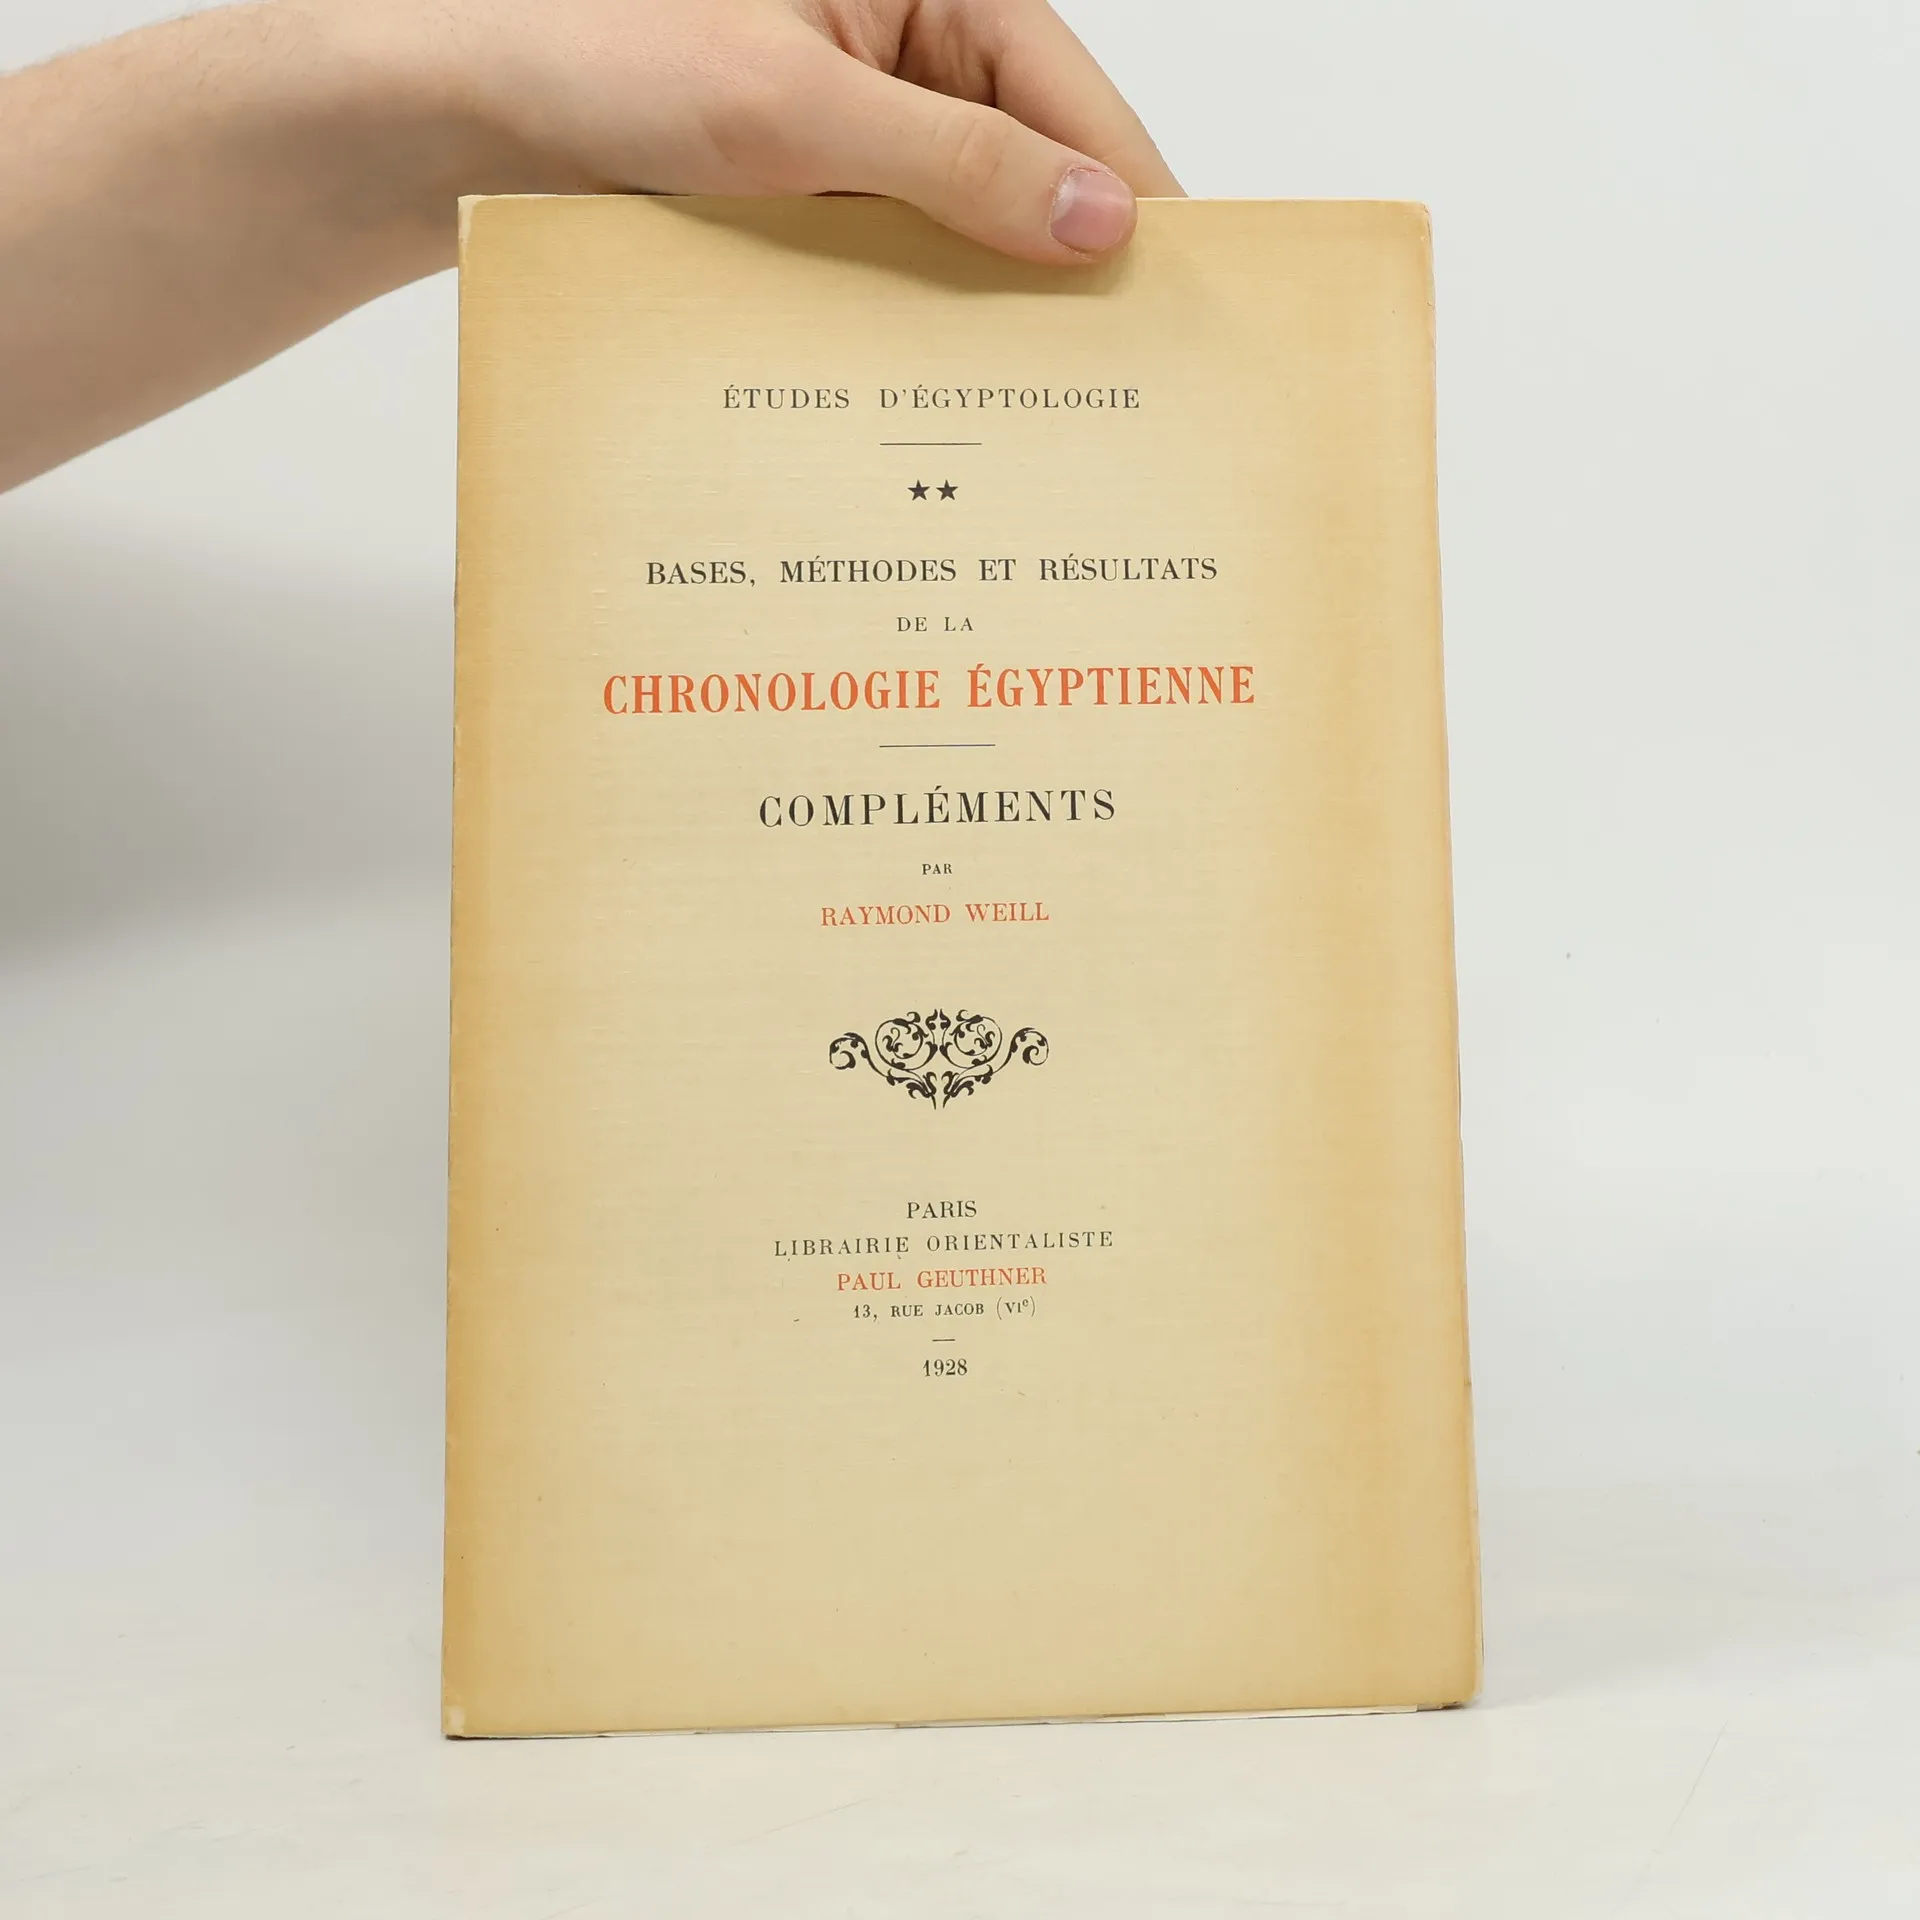 ÉTUDES D'ÉGYPTOLOGIE
★★
BASES, MÉTHODES ET RÉSULTATS
DE LA
CHRONOLOGIE ÉGYPTIENNE
COMPLÉMENTS
PAR
RAYMOND WEILL
PARIS
LIBRAIRIE ORIENTALISTE
PAUL GEUTHNER
13, RUE JACOB (VIᵉ)
1928